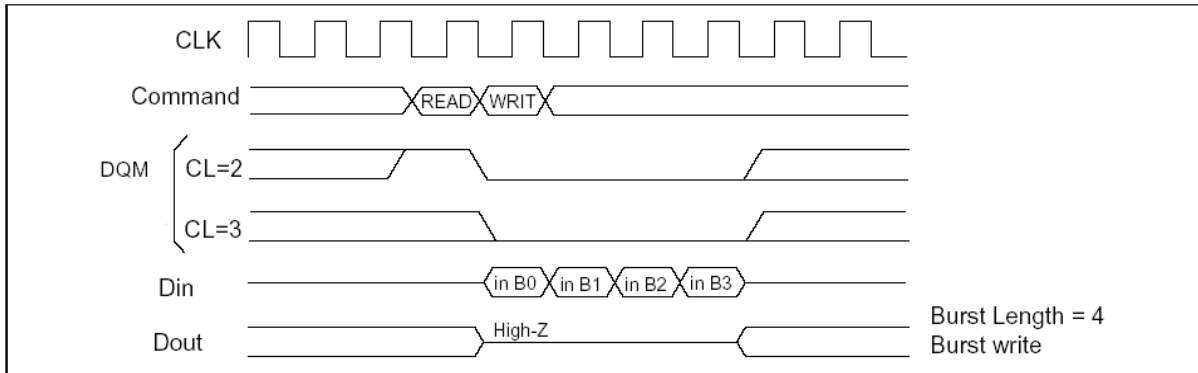 CLK
Command
READ WRIT
DQM
CL=2
CL=3
Din
in B0 in B1 in B2 in B3
Dout
High-Z
Burst Length = 4
Burst write